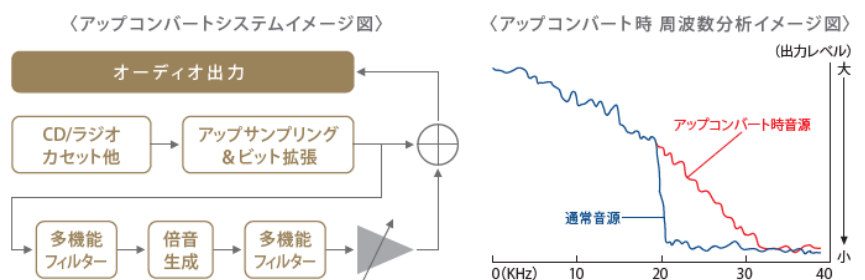 〈アップコンバートシステムイメージ図〉
オーディオ出力
CD/ラジオ
カセット他
アップサンプリング
&ビット拡張
多機能
フィルター
倍音
生成
多機能
フィルター
〈アップコンバート時 周波数分析イメージ図〉
(出力レベル)
大
アップコンバート時音源
通常音源
小
0(KHz) 10 20 30 40